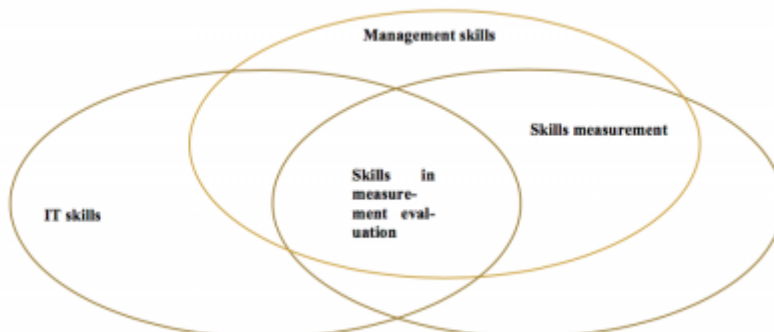 Management skills
Skills measurement
Skills in
measure-
ment eval-
uation
IT skills